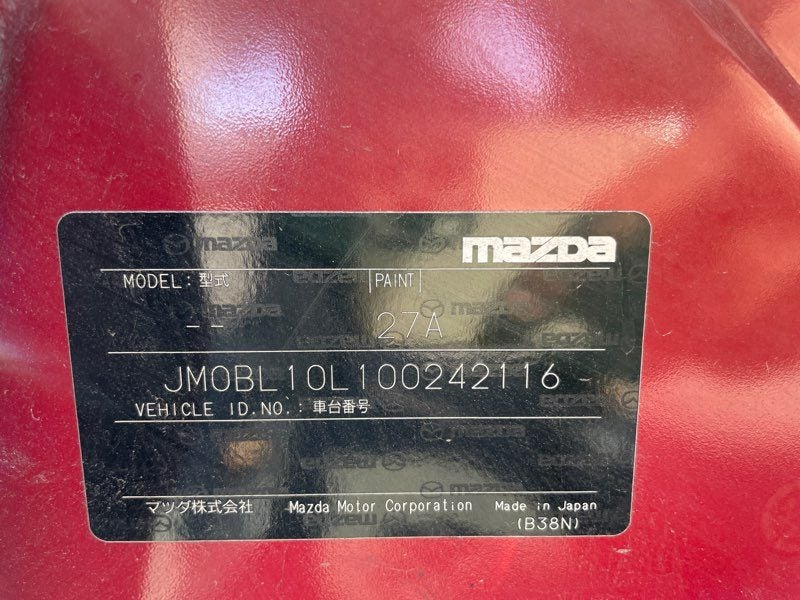 mazda
MODEL: 型式 PAINT
-- 27A
JM0BL10L100242116
VEHICLE ID.NO.: 車台番号
マツダ株式会社 Mazda Motor Corporation Made in Japan
(B38N)